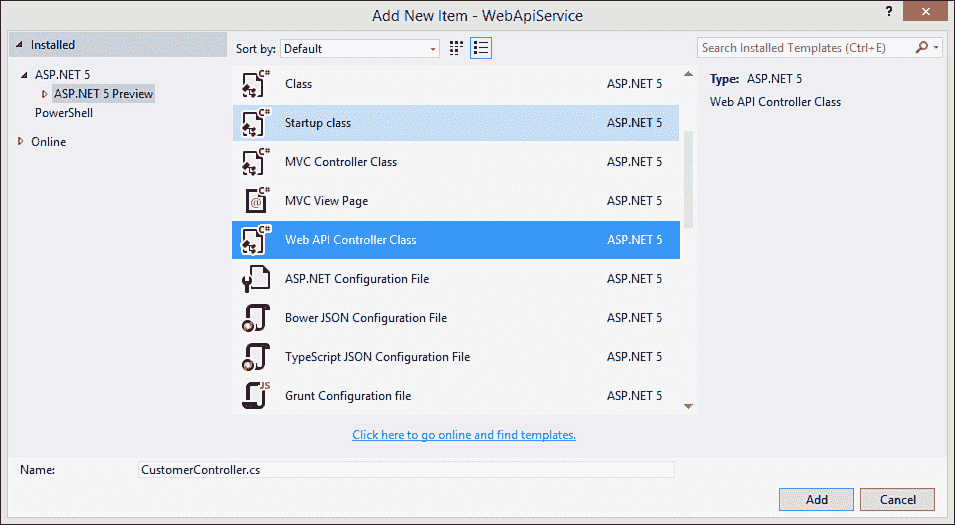 Add New Item - WebApiService
? ×
Installed
ASP.NET 5
ASP.NET 5 Preview
PowerShell
Online
Sort by: Default
C# Class ASP.NET 5
C# Startup class ASP.NET 5
C# MVC Controller Class ASP.NET 5
C# @ MVC View Page ASP.NET 5
C# Web API Controller Class ASP.NET 5
ASP.NET Configuration File ASP.NET 5
Bower JSON Configuration File ASP.NET 5
TypeScript JSON Configuration File ASP.NET 5
JS Grunt Configuration file ASP.NET 5
Click here to go online and find templates.
Search Installed Templates (Ctrl+E)
Type: ASP.NET 5
Web API Controller Class
Name: CustomerController.cs
Add Cancel